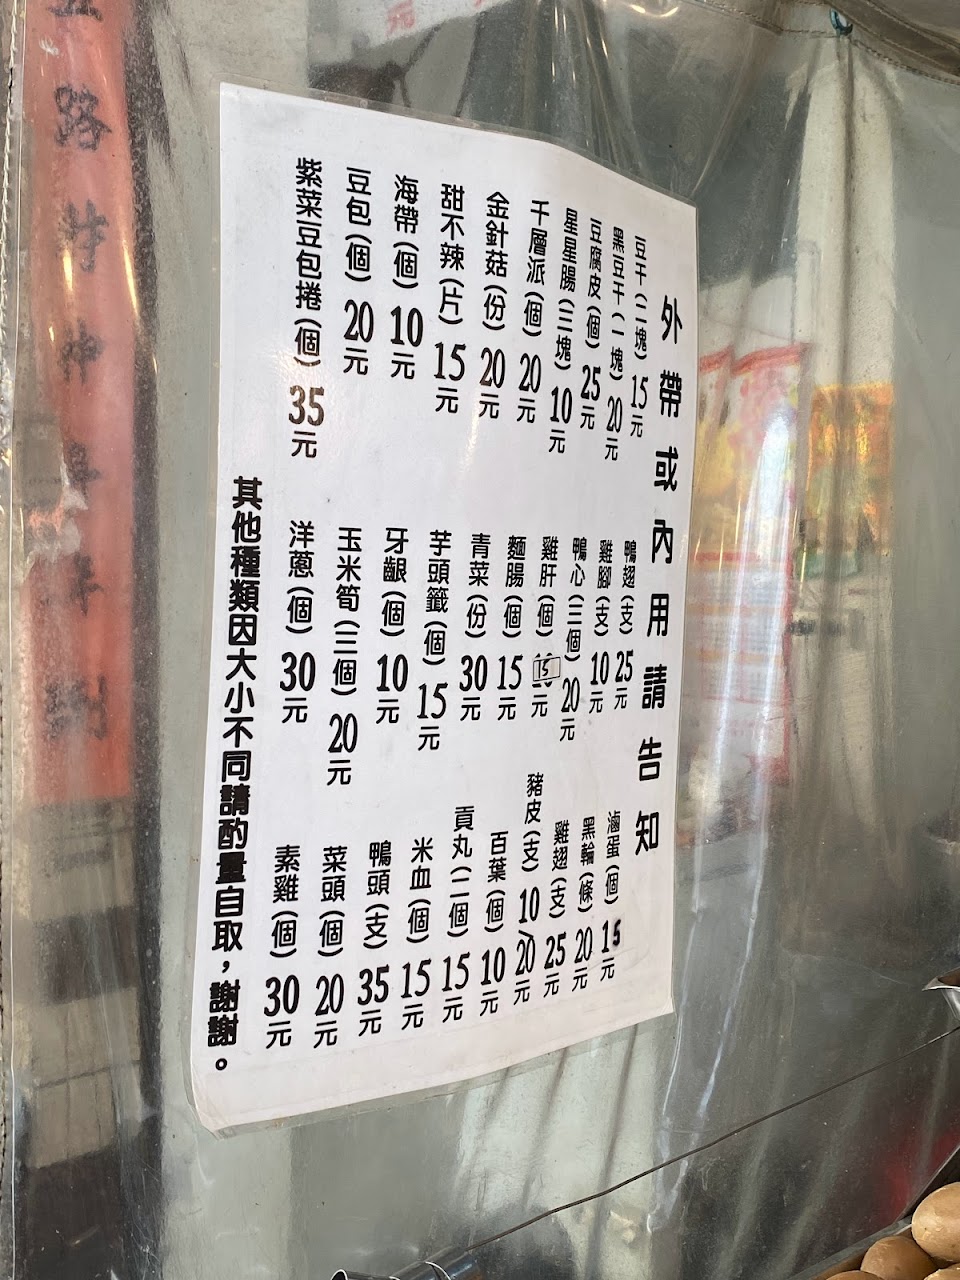 外帶或內用請告知
豆干(二塊)15元
黑豆干(一塊)20元
豆腐皮(個)25元
星星腸(三塊)10元
千層派(個)20元
金針菇(份)20元
甜不辣(片)15元
海帶(個)10元
豆包(個)20元
紫菜豆包捲(個)35元
鴨翅(支)25元
雞腳(支)10元
鴨心(三個)20元
雞肝(個)15元
麵腸(個)15元
青菜(份)30元
芋頭籤(個)15元
牙齦(個)10元
玉米筍(三個)20元
洋蔥(個)30元
滷蛋(個)15元
黑輪(條)20元
雞翅(支)25元
豬皮(支)10/20元
百葉(個)10元
貢丸(二個)15元
米血(個)15元
鴨頭(支)35元
菜頭(個)20元
素雞(個)30元
其他種類因大小不同請酌量自取，謝謝。
路
元